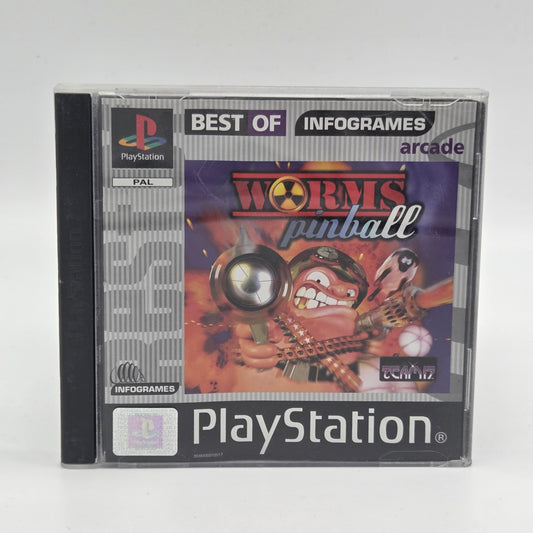 BEST OF INFOGRAMES
arcade
PlayStation
PAL
WORMS
pinball
BEST
TEAM17
INFOGRAMES
PlayStation®